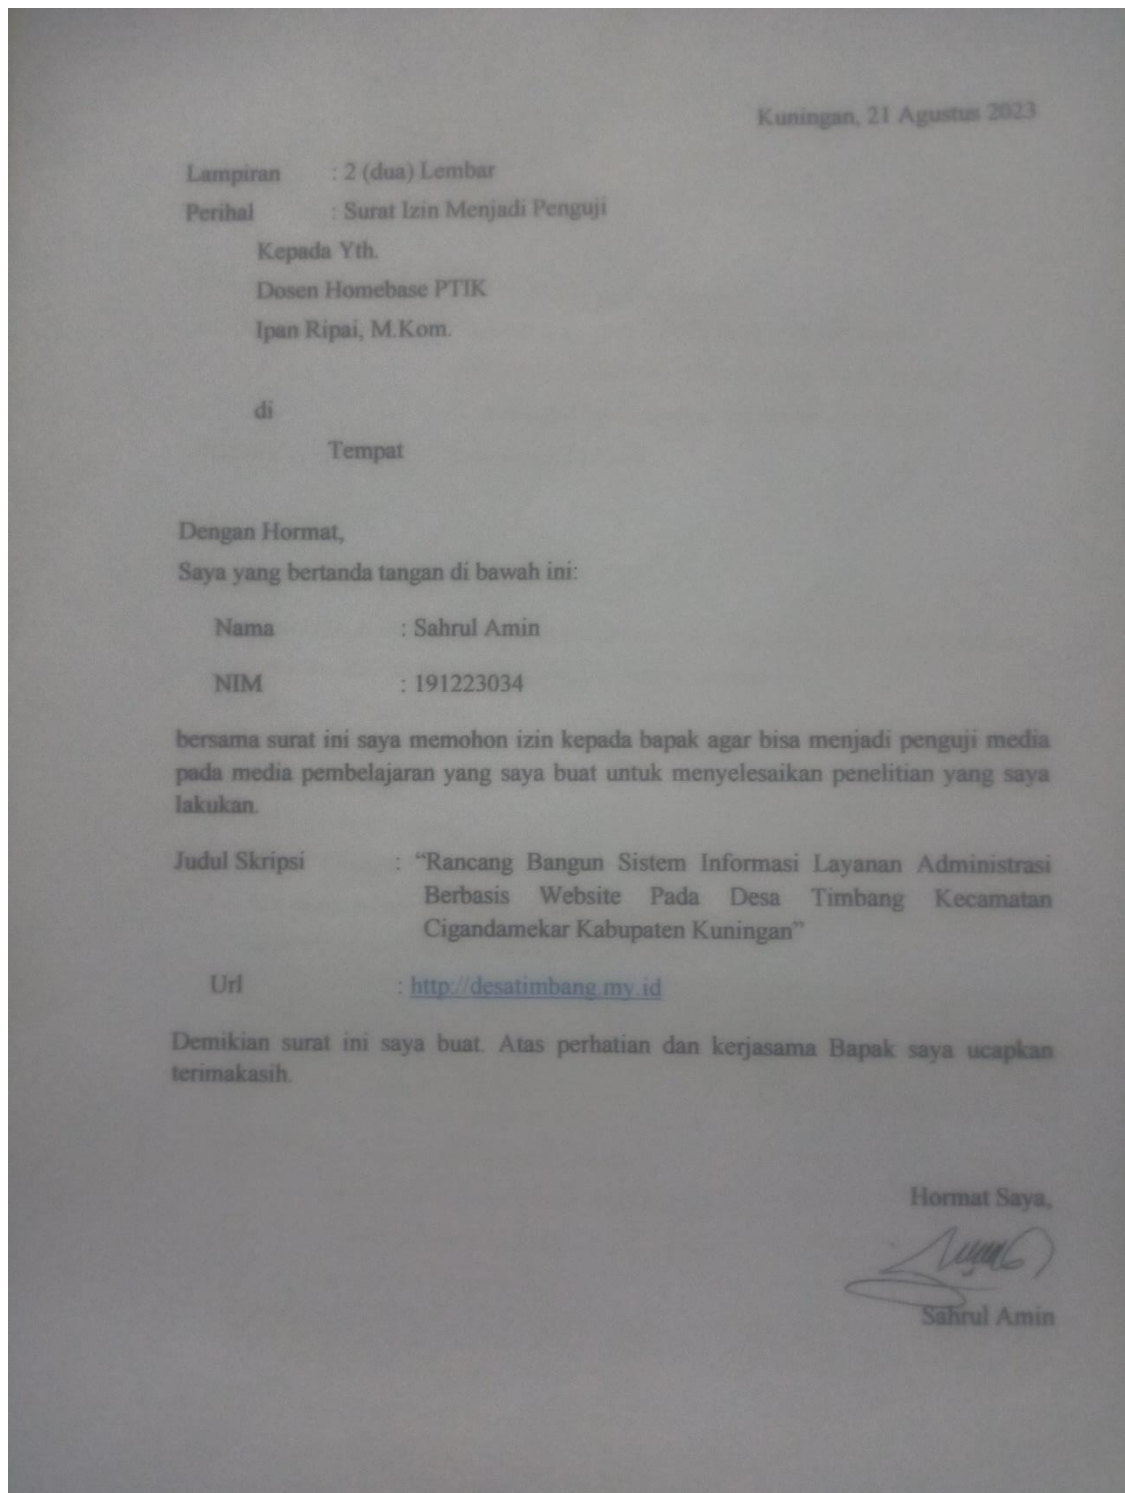 Kuningan, 21 Agustus 2023
Lampiran : 2 (dua) Lembar
Perihal : Surat Izin Menjadi Penguji
Kepada Yth.
Dosen Homebase PTIK
Ipan Ripai, M.Kom.
di
Tempat
Dengan Hormat,
Saya yang bertanda tangan di bawah ini:
Nama : Sahrul Amin
NIM : 191223034
bersama surat ini saya memohon izin kepada bapak agar bisa menjadi penguji media
pada media pembelajaran yang saya buat untuk menyelesaikan penelitian yang saya
lakukan.
Judul Skripsi : “Rancang Bangun Sistem Informasi Layanan Administrasi
Berbasis Website Pada Desa Timbang Kecamatan
Cigandamekar Kabupaten Kuningan”
Url : http://desatimbang.my.id
Demikian surat ini saya buat. Atas perhatian dan kerjasama Bapak saya ucapkan
terimakasih.
Hormat Saya,
Sahrul Amin